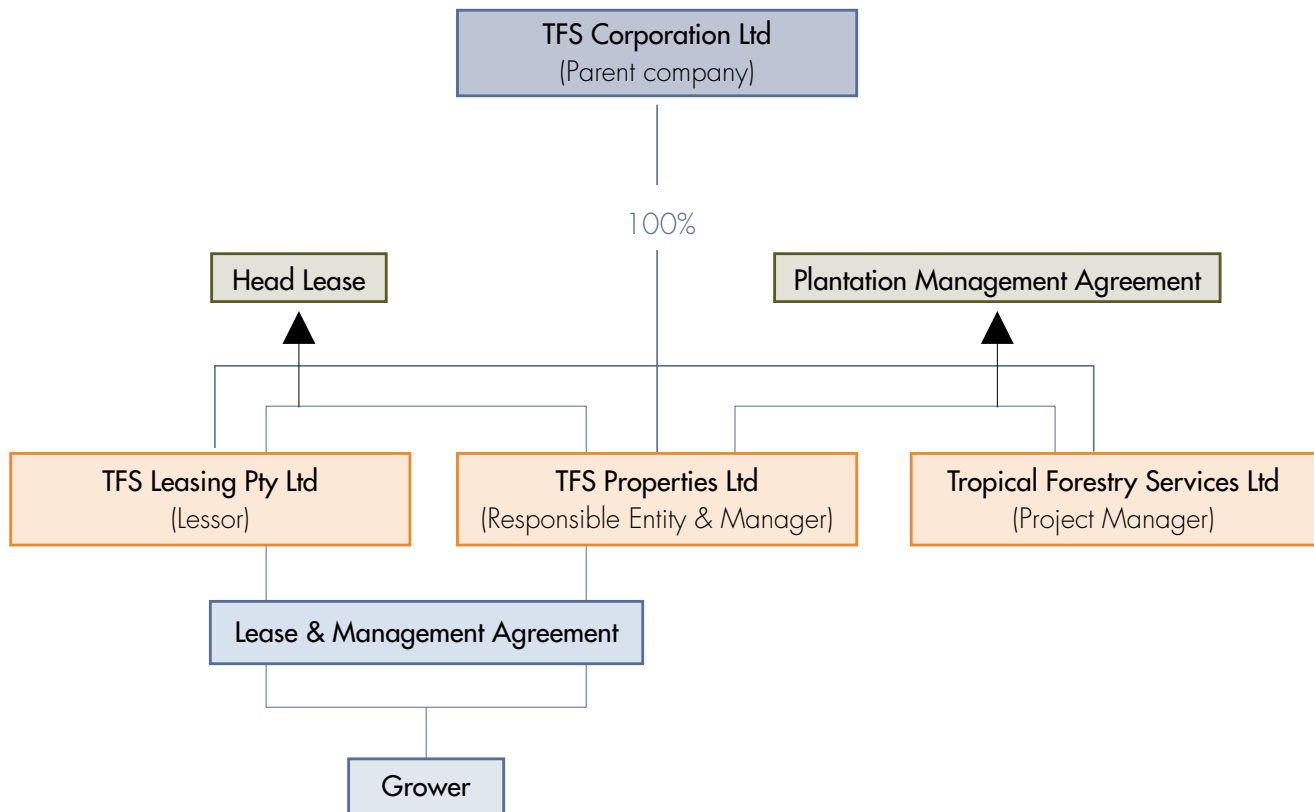 TFS Corporation Ltd
(Parent company)
100%
Head Lease
Plantation Management Agreement
TFS Leasing Pty Ltd
(Lessor)
TFS Properties Ltd
(Responsible Entity & Manager)
Tropical Forestry Services Ltd
(Project Manager)
Lease & Management Agreement
Grower